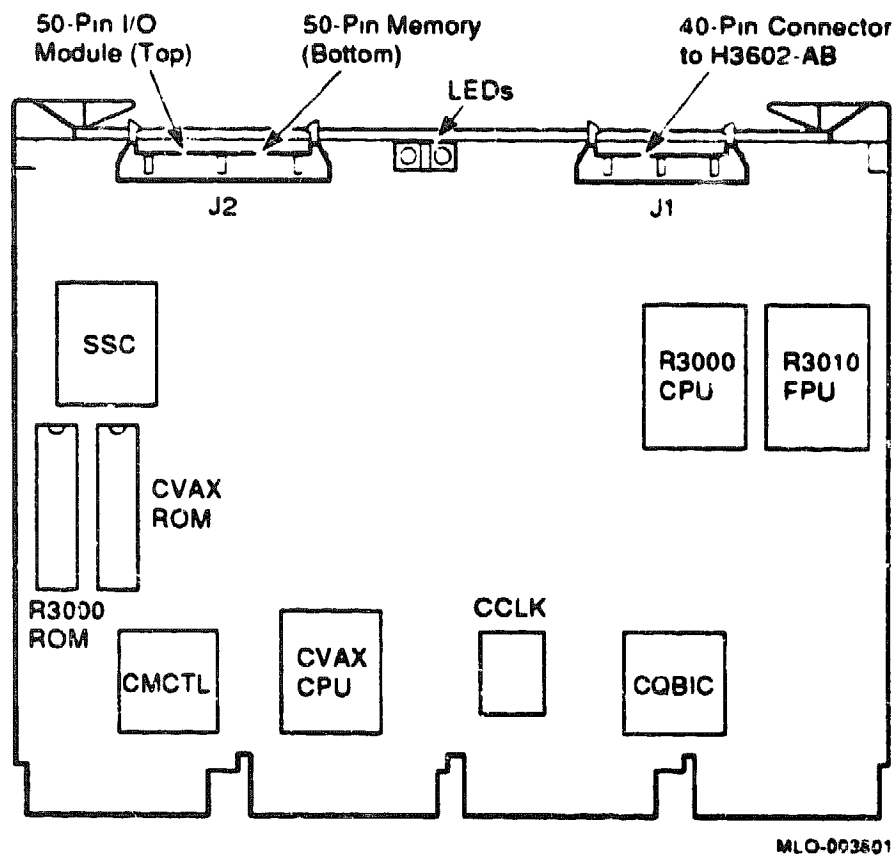 50-Pin I/O
Module (Top)
50-Pin Memory
(Bottom)
40-Pin Connector
to H3602-AB
LEDs
J2
J1
SSC
R3000
CPU
R3010
FPU
CVAX
ROM
R3000
ROM
CCLK
CMCTL
CVAX
CPU
CQBIC
MLO-003601